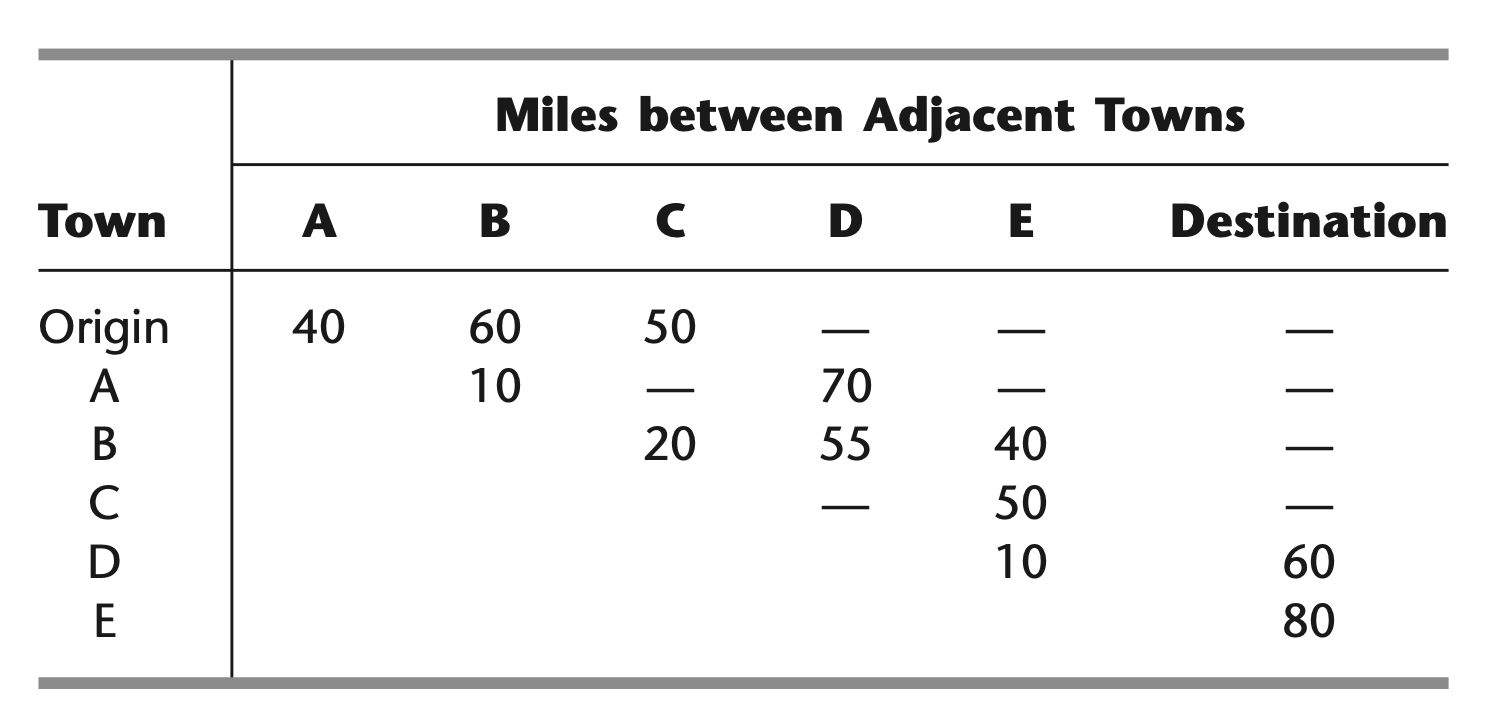 Miles between Adjacent Towns
Town A B C D E Destination
Origin 40 60 50 — — —
A 10 — 70 — —
B 20 55 40 —
C — 50 —
D 10 60
E 80